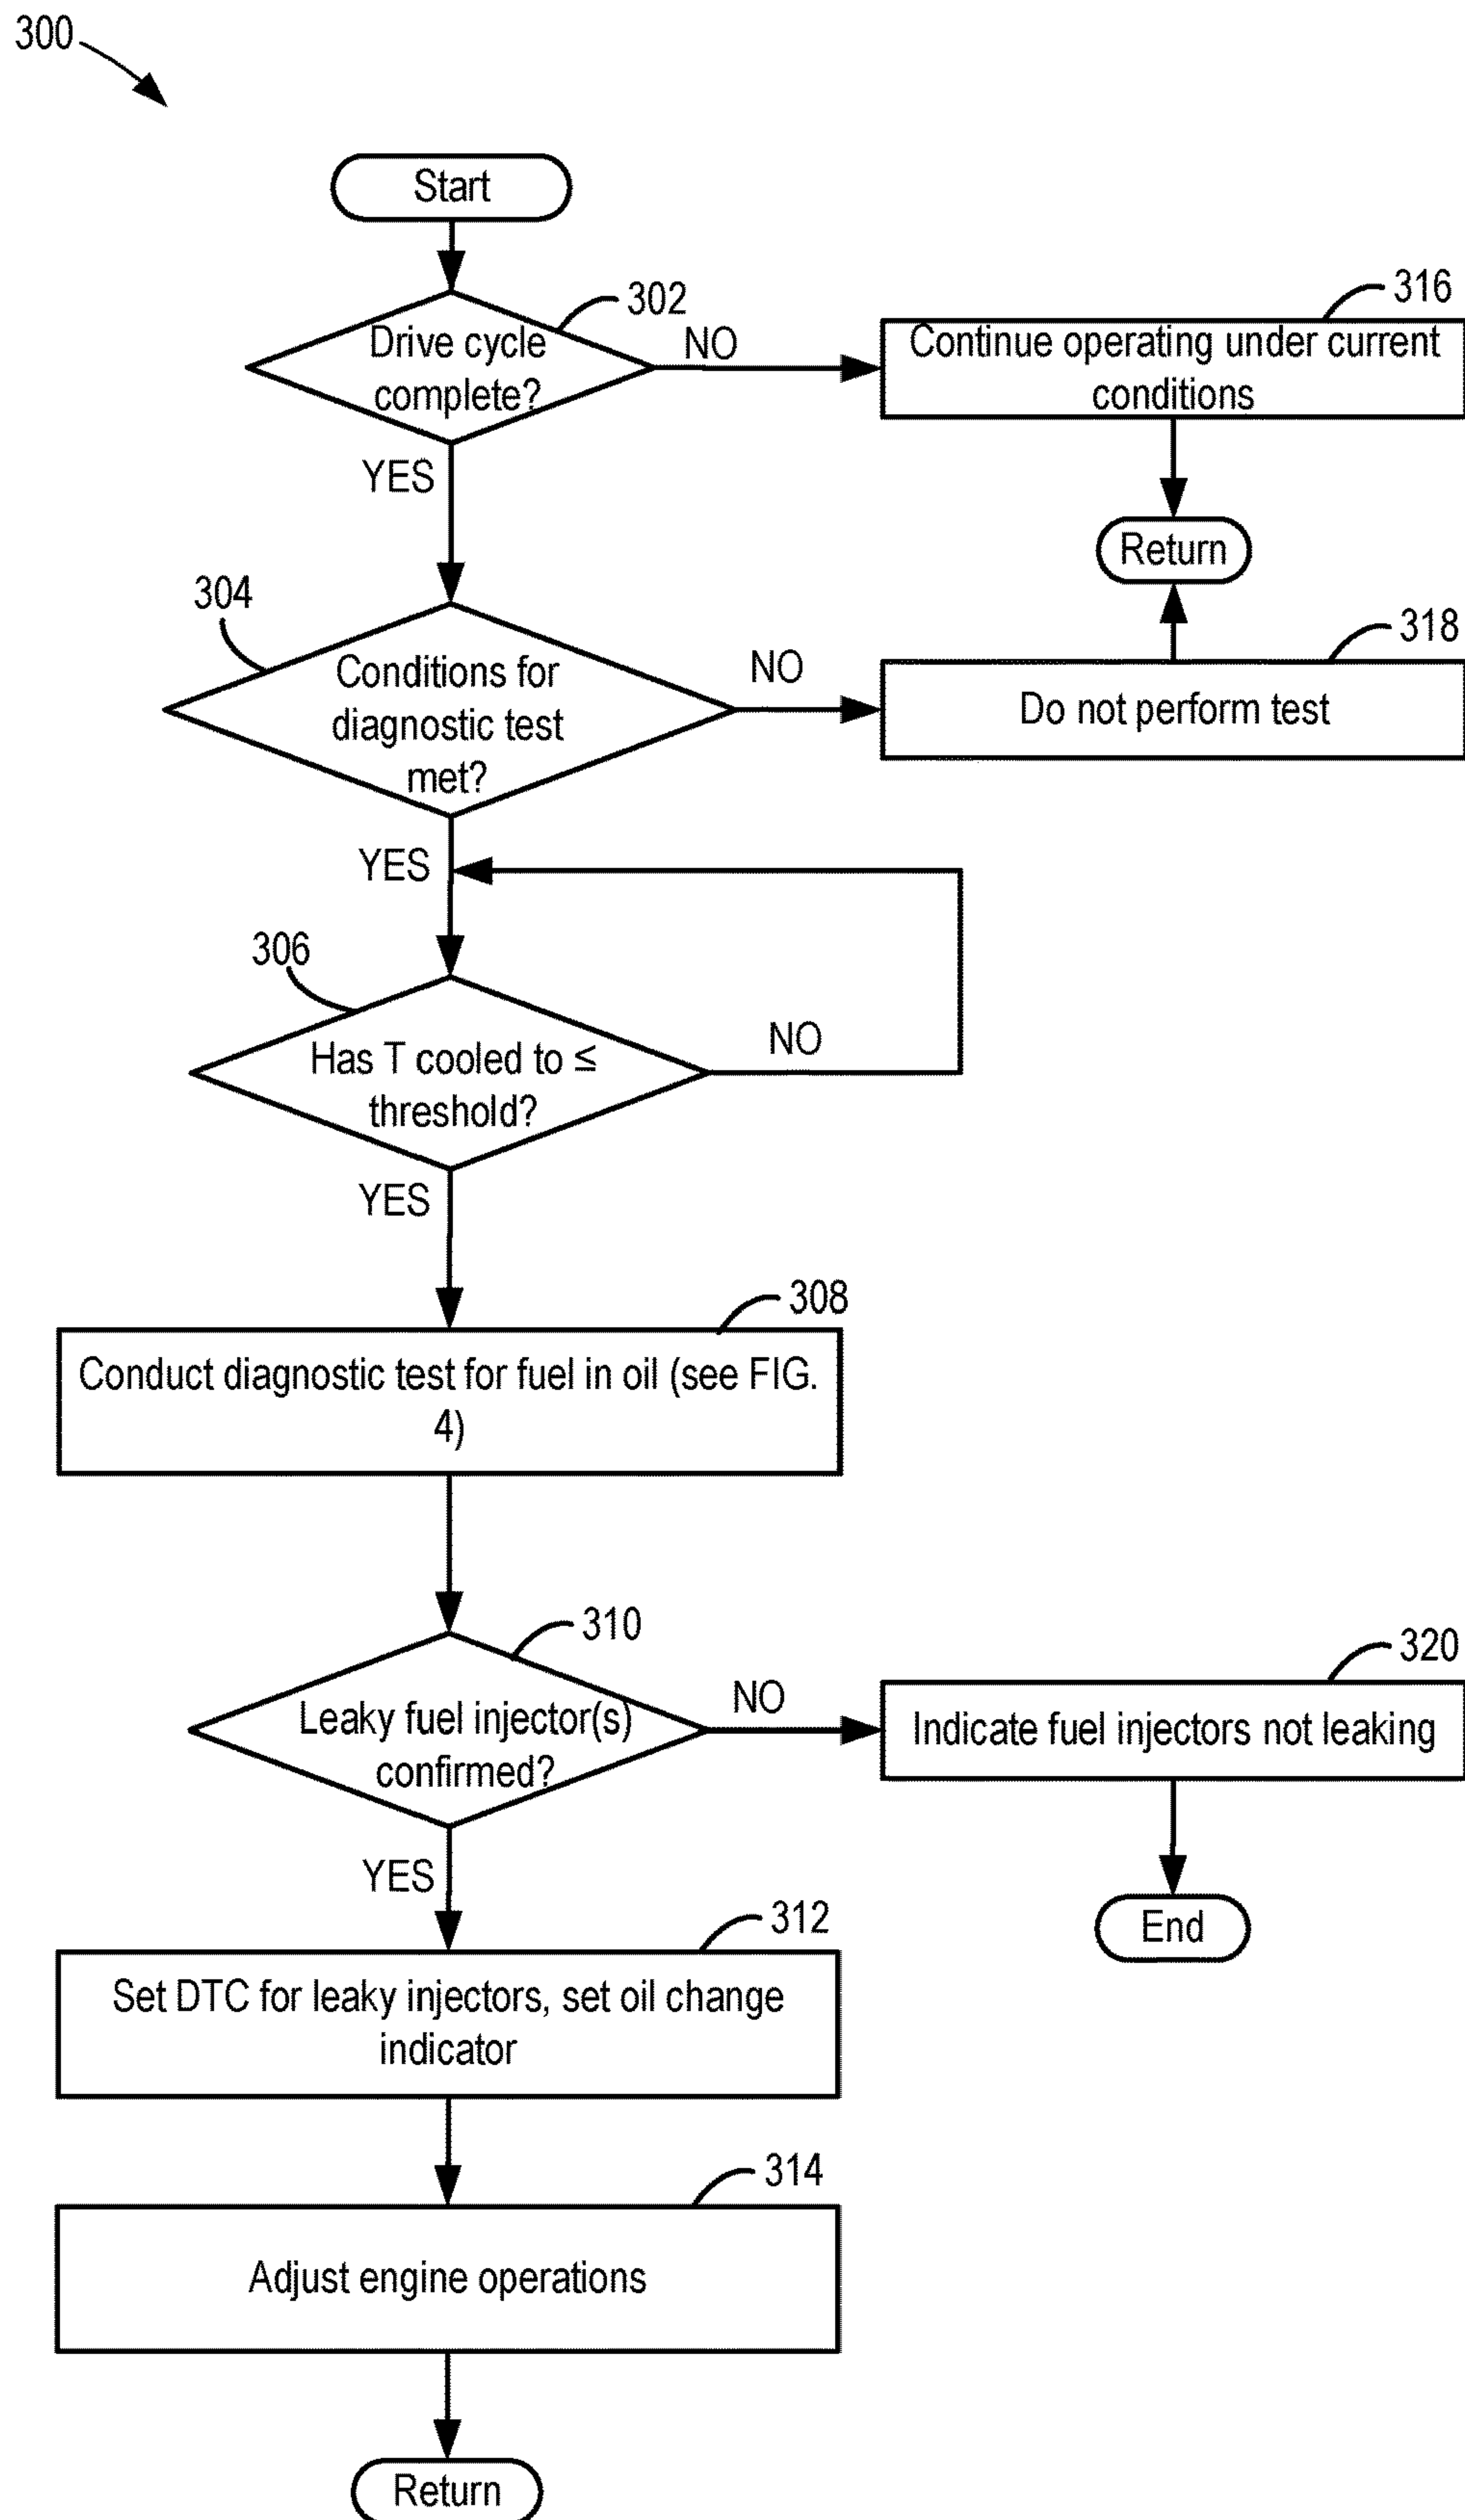 300
Start
302
Drive cycle
complete?
NO
316
Continue operating under current
conditions
YES
Return
304
Conditions for
diagnostic test
met?
NO
318
Do not perform test
YES
306
Has T cooled to ≤
threshold?
NO
YES
308
Conduct diagnostic test for fuel in oil (see FIG.
4)
310
Leaky fuel injector(s)
confirmed?
NO
320
Indicate fuel injectors not leaking
YES
End
312
Set DTC for leaky injectors, set oil change
indicator
314
Adjust engine operations
Return